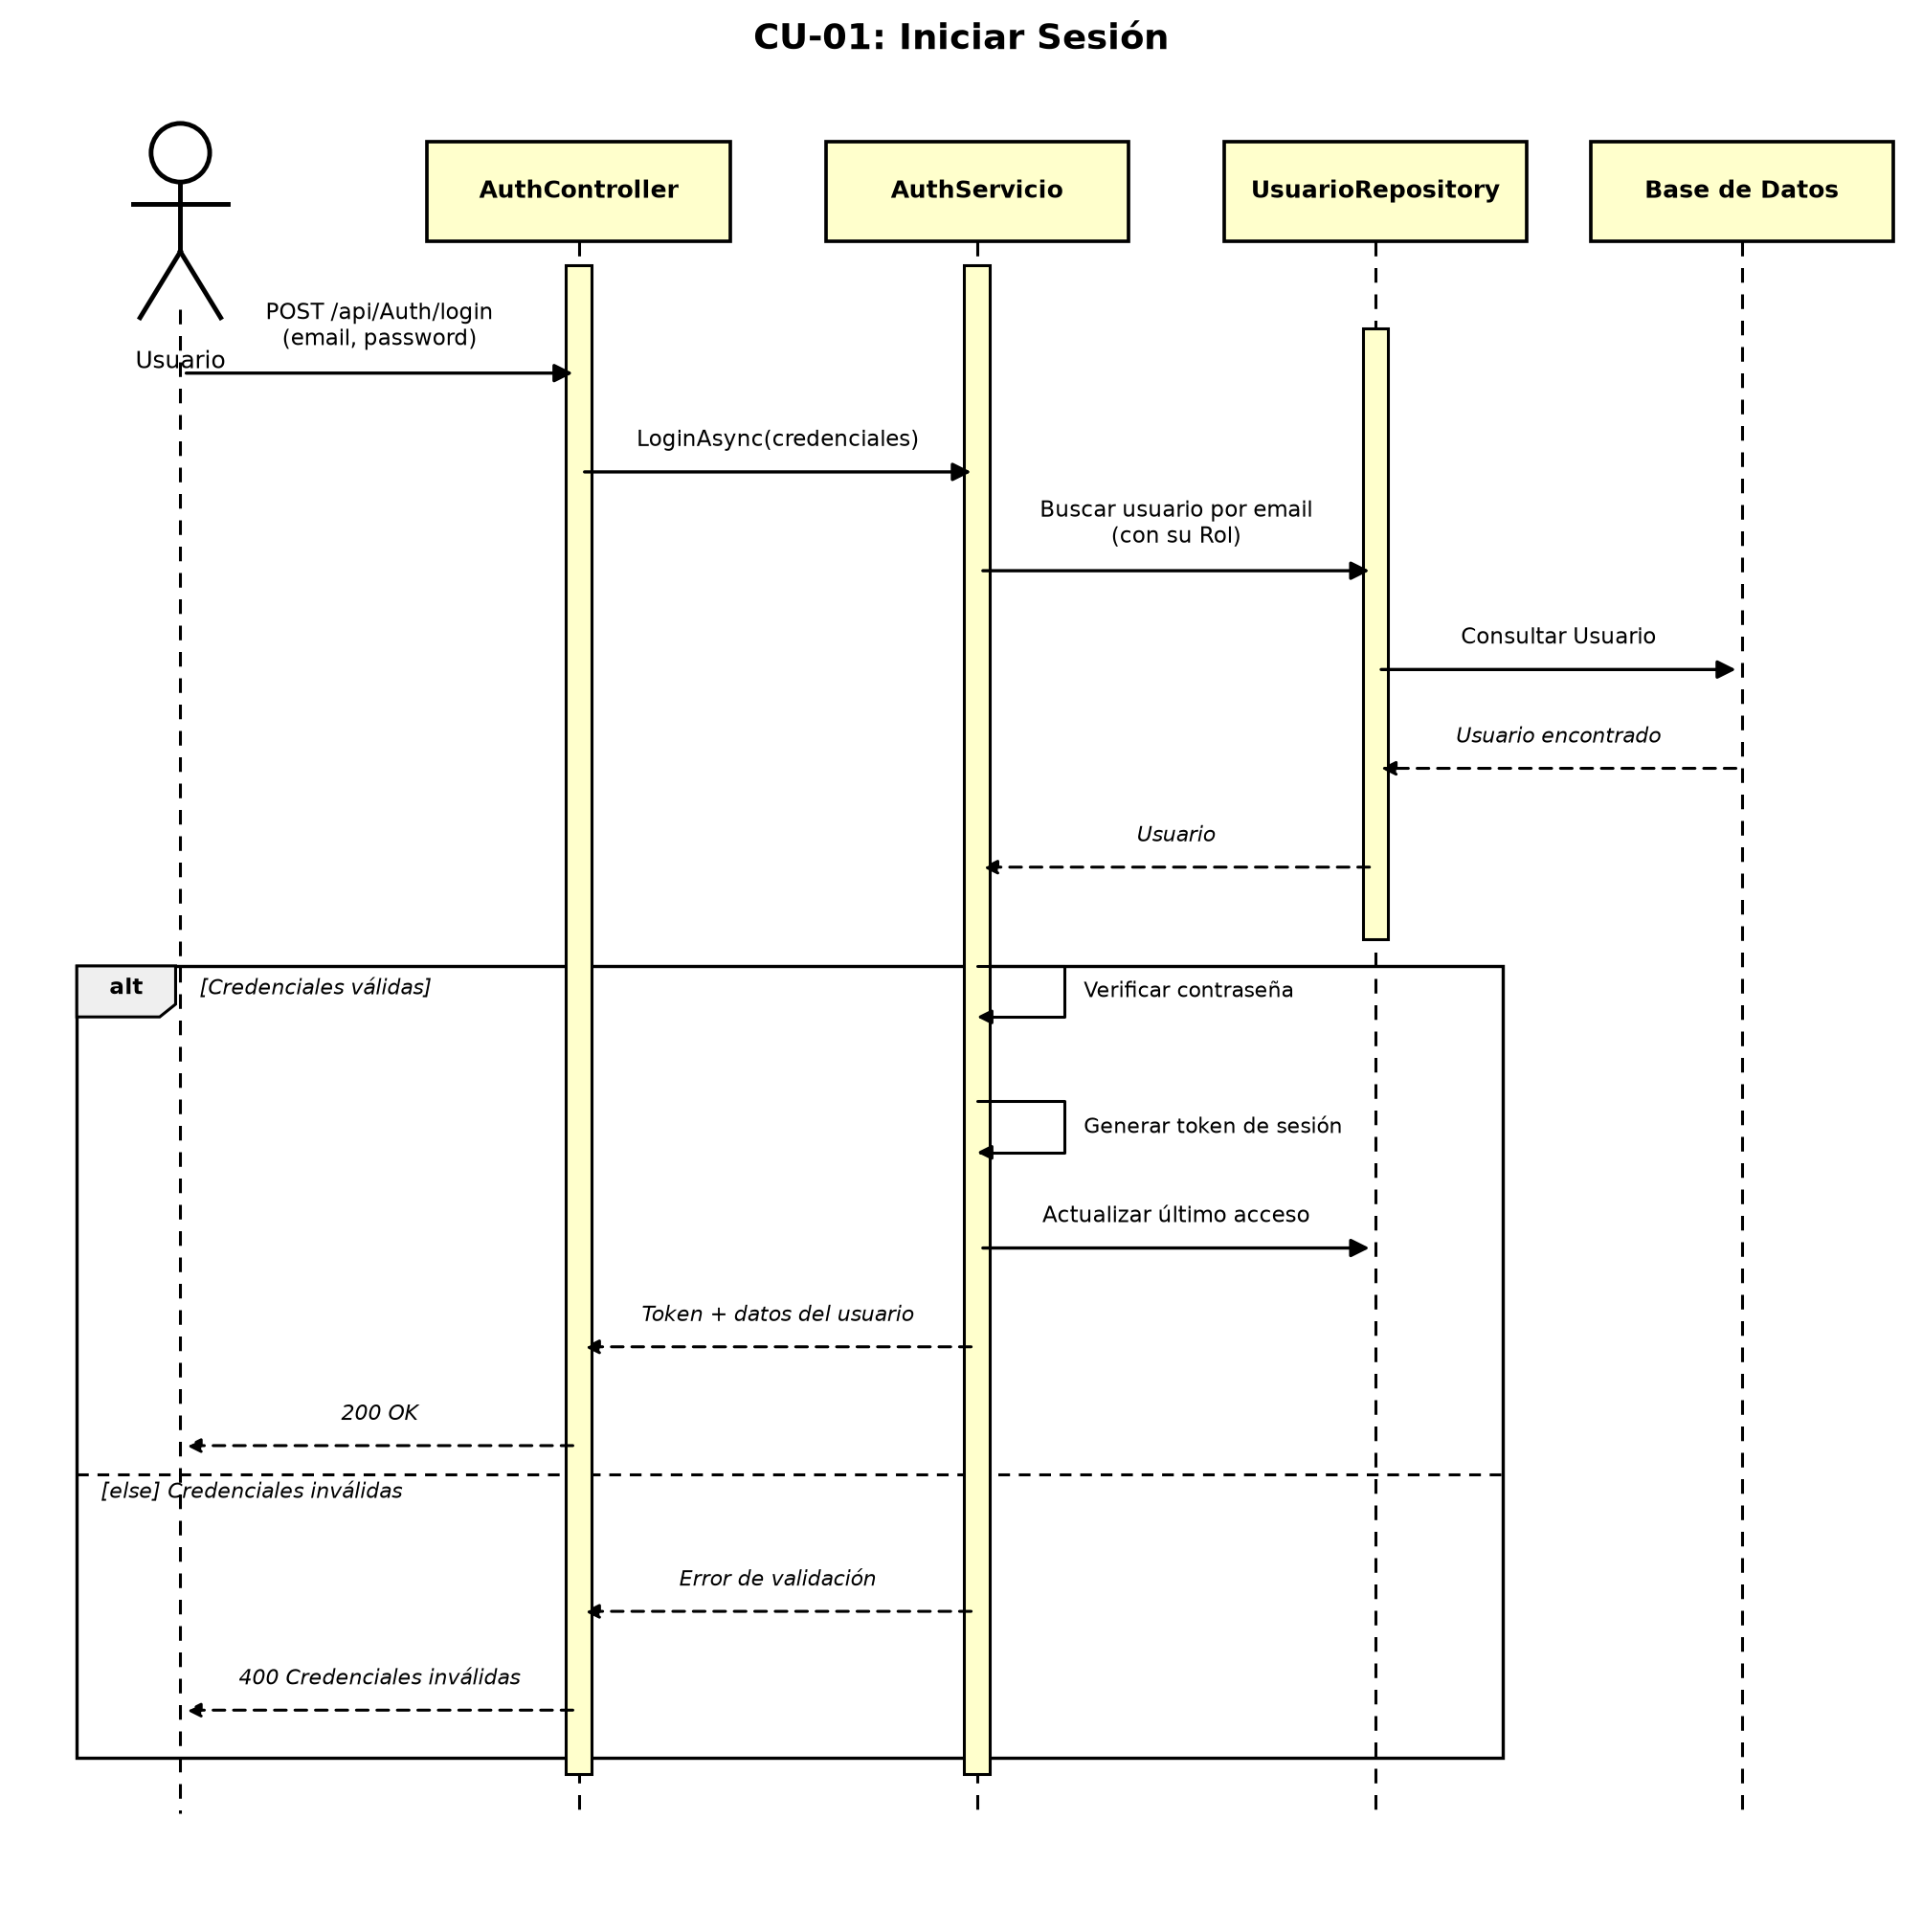 CU-01: Iniciar Sesión
AuthController
AuthServicio
UsuarioRepository
Base de Datos
Usuario
POST /api/Auth/login
(email, password)
LoginAsync(credenciales)
Buscar usuario por email
(con su Rol)
Consultar Usuario
Usuario encontrado
Usuario
alt
[Credenciales válidas]
Verificar contraseña
Generar token de sesión
Actualizar último acceso
Token + datos del usuario
200 OK
[else] Credenciales inválidas
Error de validación
400 Credenciales inválidas